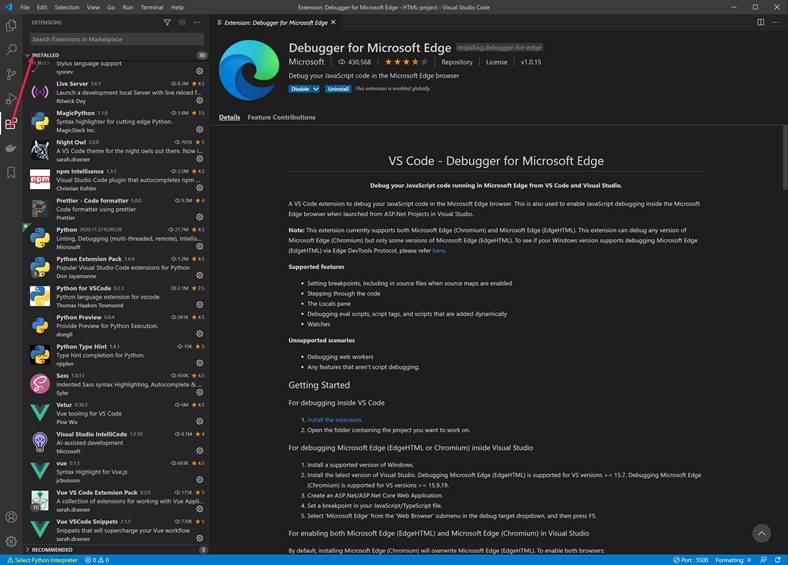 File Edit Selection View Go Run Terminal Help
Extension: Debugger for Microsoft Edge - HTML-project - Visual Studio Code
EXTENSIONS
Search Extensions in Marketplace
INSTALLED 30
Stylus language support
sysoev
Live Server 5.6.1 8.3M 4.5
Launch a development local Server with live reload f...
Ritwick Dey
MagicPython 1.1.0 1.8M 3.5
Syntax highlighter for cutting edge Python.
MagicStack Inc.
Night Owl 2.0.0 701K 5
A VS Code theme for the night owls out there. Now i...
sarah.drasner
npm Intellisense 1.3.1 2.5M 4.5
Visual Studio Code plugin that autocompletes npm ...
Christian Kohler
Prettier - Code formatter 5.8.0 9.3M 4
Code formatter using prettier
Prettier
Python 2020.11.371526539 27.7M 4.5
Linting, Debugging (multi-threaded, remote), Intellis...
Microsoft
Python Extension Pack 1.6.0 1.2M 4.5
Popular Visual Studio Code extensions for Python
Don Jayamanne
5
Python for VSCode 0.2.3 2.1M 2.5
Python language extension for vscode
Thomas Haakon Townsend
Python Preview 0.0.4 281K 4.5
Provide Preview for Python Execution.
dongli
Python Type Hint 1.4.1 19K 5
Type hint completion for Python.
njqdev
Sass 1.8.15 450K 4.5
Indented Sass syntax Highlighting, Autocomplete & ...
Syler
Vetur 0.30.2 6M 4.5
Vue tooling for VS Code
Pine Wu
Visual Studio IntelliCode 1.2.10 8.1M 4
AI-assisted development
Microsoft
vue 0.1.5 693K 4.5
Syntax Highlight for Vue.js
jcbuisson
Vue VS Code Extension Pack 0.2.0 175K 5
A collection of extensions for working with Vue Appl...
sarah.drasner
10
Vue VSCode Snippets 2.1.5 770K 5
Snippets that will supercharge your Vue workflow
sarah.drasner
RECOMMENDED 3
Extension: Debugger for Microsoft Edge
Debugger for Microsoft Edge msjsdiag.debugger-for-edge
Microsoft 430,568 Repository License v1.0.15
Debug your JavaScript code in the Microsoft Edge browser
Disable Uninstall This extension is enabled globally.
Details Feature Contributions
VS Code - Debugger for Microsoft Edge
Debug your JavaScript code running in Microsoft Edge from VS Code and Visual Studio.
A VS Code extension to debug your JavaScript code in the Microsoft Edge browser. This is also used to enable JavaScript debugging inside the Microsoft
Edge browser when launched from ASP.Net Projects in Visual Studio.
Note: This extension currently supports both Microsoft Edge (Chromium) and Microsoft Edge (EdgeHTML). This extension can debug any version of
Microsoft Edge (Chromium) but only some versions of Microsoft Edge (EdgeHTML). To see if your Windows version supports debugging Microsoft Edge
(EdgeHTML) via Edge DevTools Protocol, please refer here.
Supported features
• Setting breakpoints, including in source files when source maps are enabled
• Stepping through the code
• The Locals pane
• Debugging eval scripts, script tags, and scripts that are added dynamically
• Watches
Unsupported scenarios
• Debugging web workers
• Any features that aren't script debugging.
Getting Started
For debugging inside VS Code
1. Install the extension.
2. Open the folder containing the project you want to work on.
For debugging Microsoft Edge (EdgeHTML or Chromium) inside Visual Studio
1. Install a supported version of Windows.
2. Install the latest version of Visual Studio. Debugging Microsoft Edge (EdgeHTML) is supported for VS versions >= 15.7. Debugging Microsoft Edge
(Chromium) is supported for VS versions >= 15.9.19.
3. Create an ASP.Net/ASP.Net Core Web Application.
4. Set a breakpoint in your JavaScript/TypeScript file.
5. Select 'Microsoft Edge' from the 'Web Browser' submenu in the debug target dropdown, and then press F5.
For enabling both Microsoft Edge (EdgeHTML) and Microsoft Edge (Chromium) in Visual Studio
By default, installing Microsoft Edge (Chromium) will overwrite Microsoft Edge (EdgeHTML). To enable both browsers:
Select Python Interpreter 0 0 Port : 5500 Formatting: ×